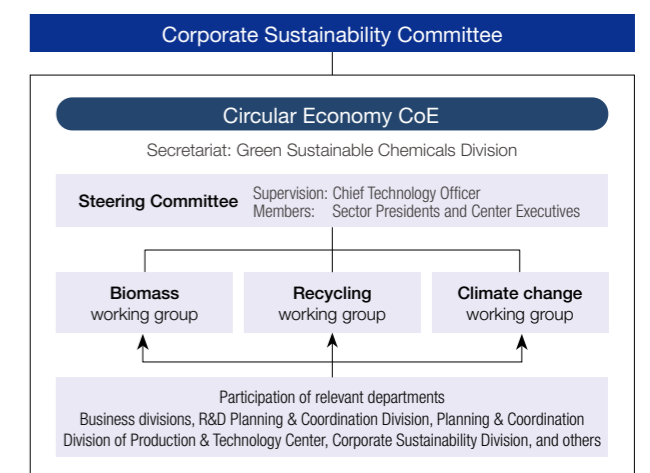 Corporate Sustainability Committee
Circular Economy CoE
Secretariat: Green Sustainable Chemicals Division
Steering Committee
Supervision: Chief Technology Officer
Members: Sector Presidents and Center Executives
Biomass
working group
Recycling
working group
Climate change
working group
Participation of relevant departments
Business divisions, R&D Planning & Coordination Division, Planning & Coordination
Division of Production & Technology Center, Corporate Sustainability Division, and others